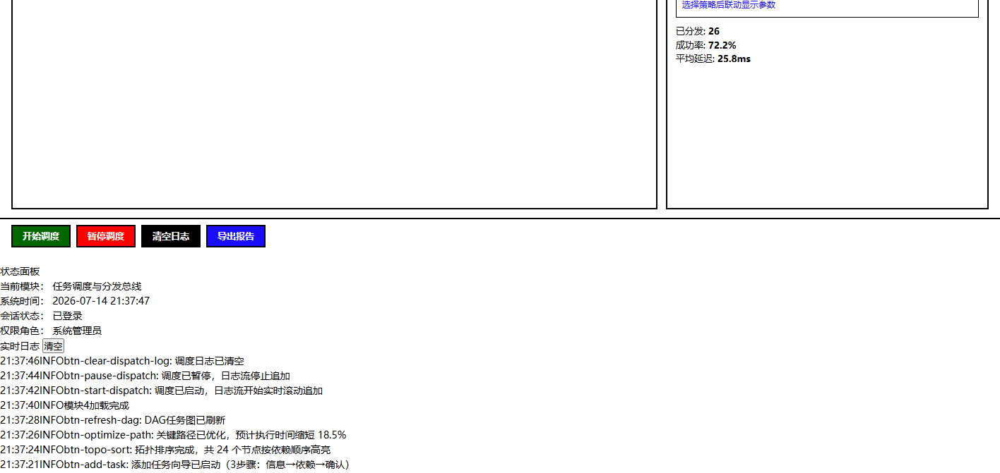 选择策略后联动显示参数
已分发: 26
成功率: 72.2%
平均延迟: 25.8ms
开始调度 暂停调度 清空日志 导出报告
状态面板
当前模块： 任务调度与分发总线
系统时间： 2026-07-14 21:37:47
会话状态： 已登录
权限角色： 系统管理员
实时日志 清空
21:37:46INFObtn-clear-dispatch-log: 调度日志已清空
21:37:44INFObtn-pause-dispatch: 调度已暂停，日志流停止追加
21:37:42INFObtn-start-dispatch: 调度已启动，日志流开始实时滚动追加
21:37:40INFO模块4加载完成
21:37:28INFObtn-refresh-dag: DAG任务图已刷新
21:37:26INFObtn-optimize-path: 关键路径已优化，预计执行时间缩短 18.5%
21:37:24INFObtn-topo-sort: 拓扑排序完成，共 24 个节点按依赖顺序高亮
21:37:21INFObtn-add-task: 添加任务向导已启动（3步骤：信息→依赖→确认）